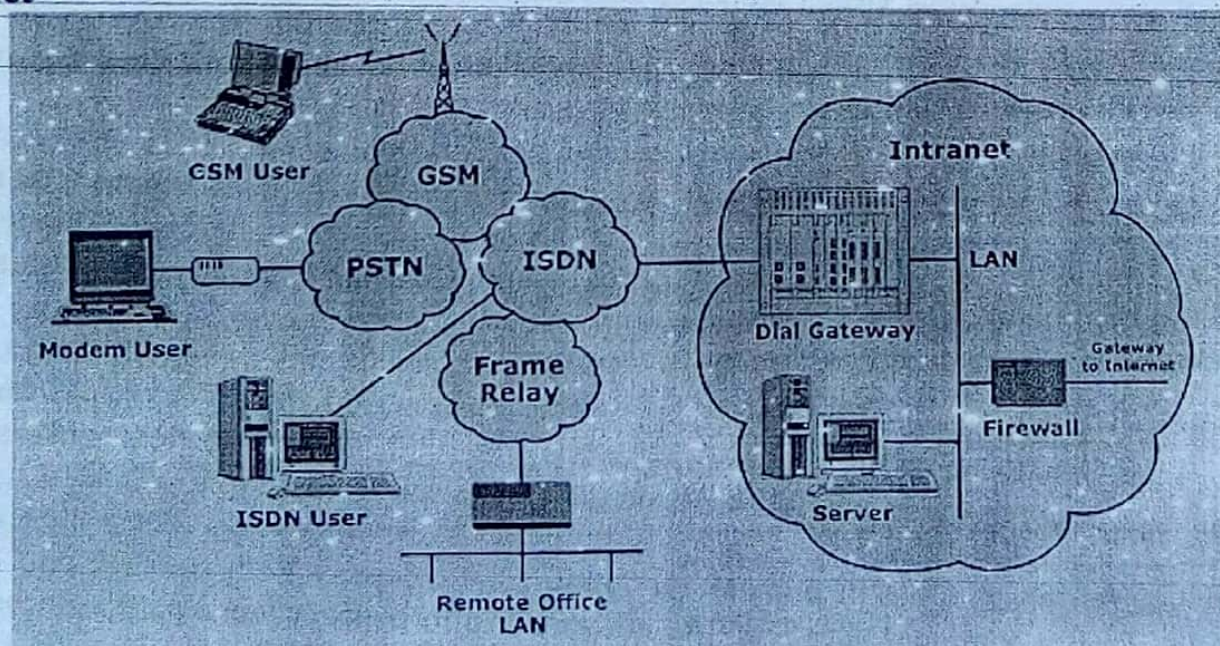 GSM User
GSM
Intranet
PSTN
ISDN
LAN
Modem User
Dial Gateway
Frame
Relay
Gateway
to Internet
Firewall
ISDN User
Server
Remote Office
LAN